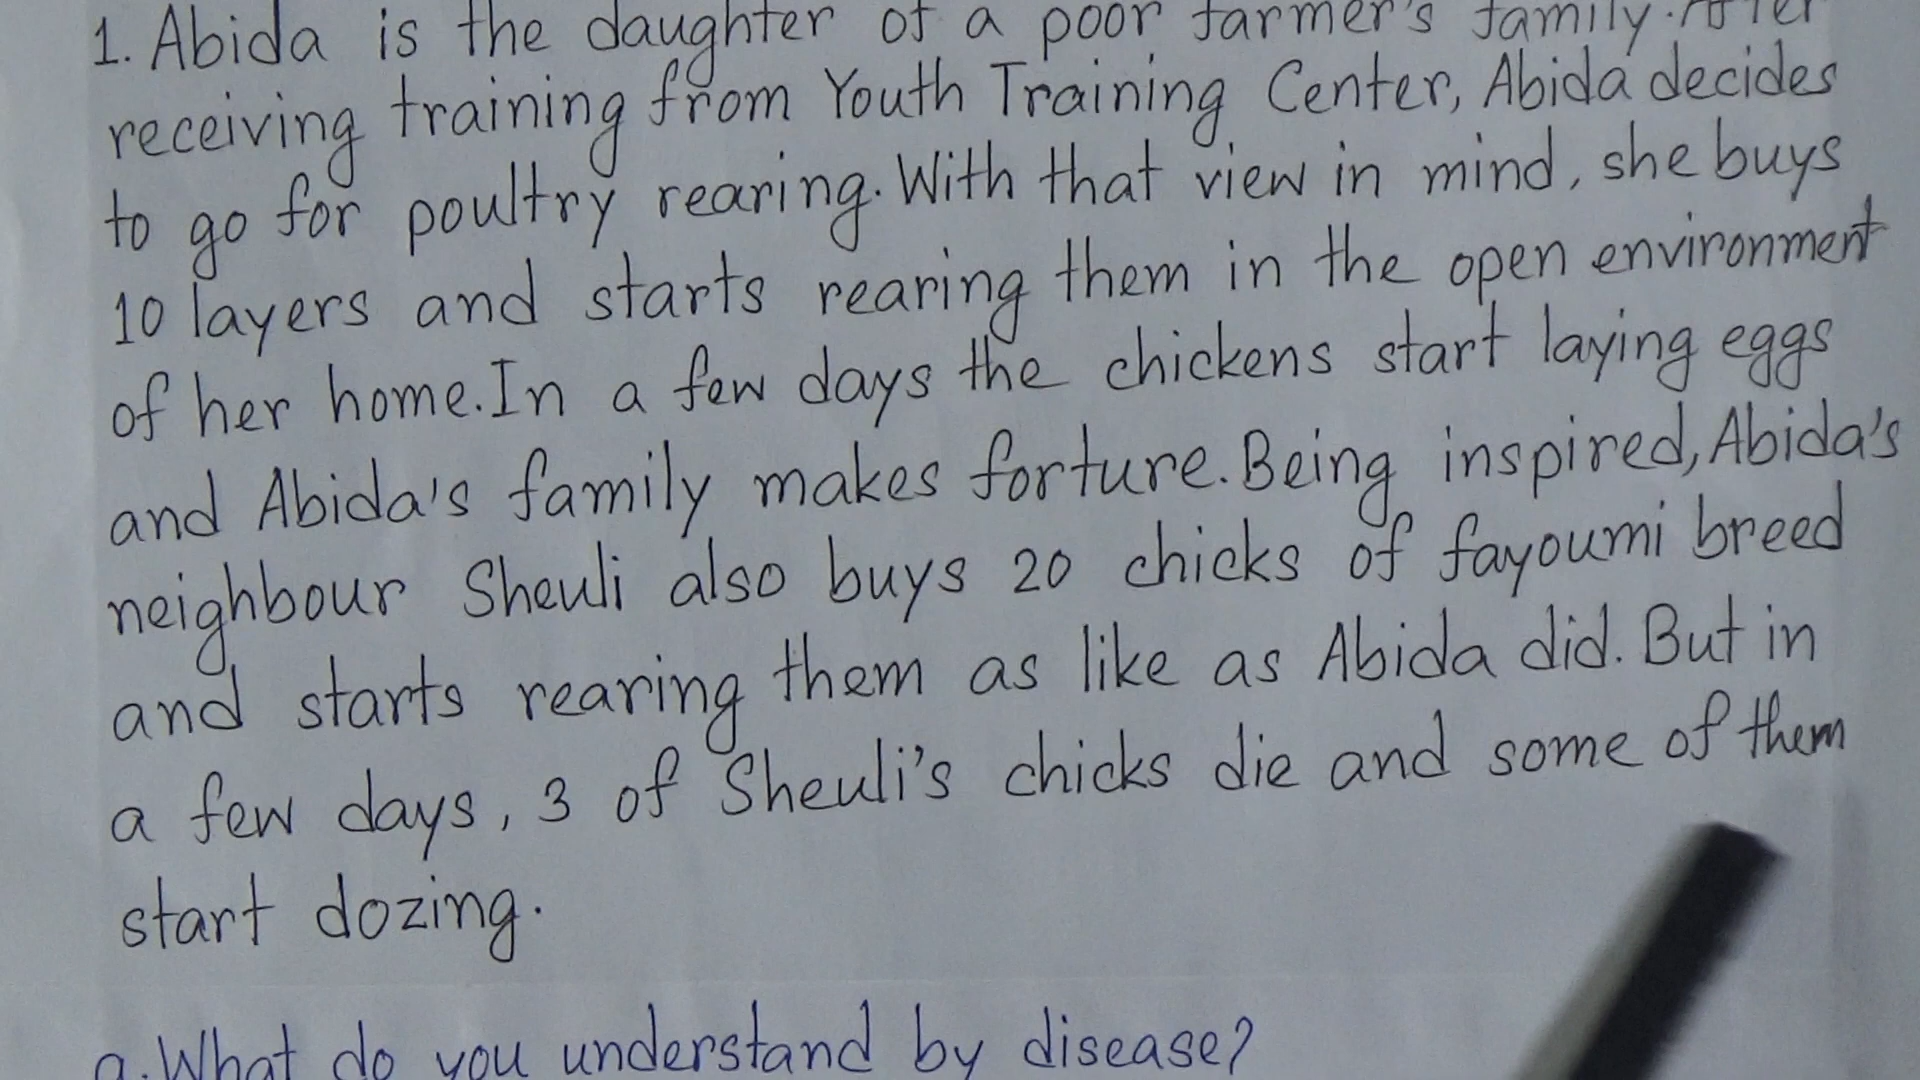 1. Abida is the daughter of a poor farmer's family. After
receiving training from Youth Training Center, Abida decides
to go for poultry rearing. With that view in mind, she buys
10 layers and starts rearing them in the open environment
of her home. In a few days the chickens start laying eggs
and Abida's family makes forture. Being inspired, Abida's
neighbour Sheuli also buys 20 chicks of fayoumi breed
and starts rearing them as like as Abida did. But in
a few days, 3 of Sheuli's chicks die and some of them
start dozing.
a. What do you understand by disease?